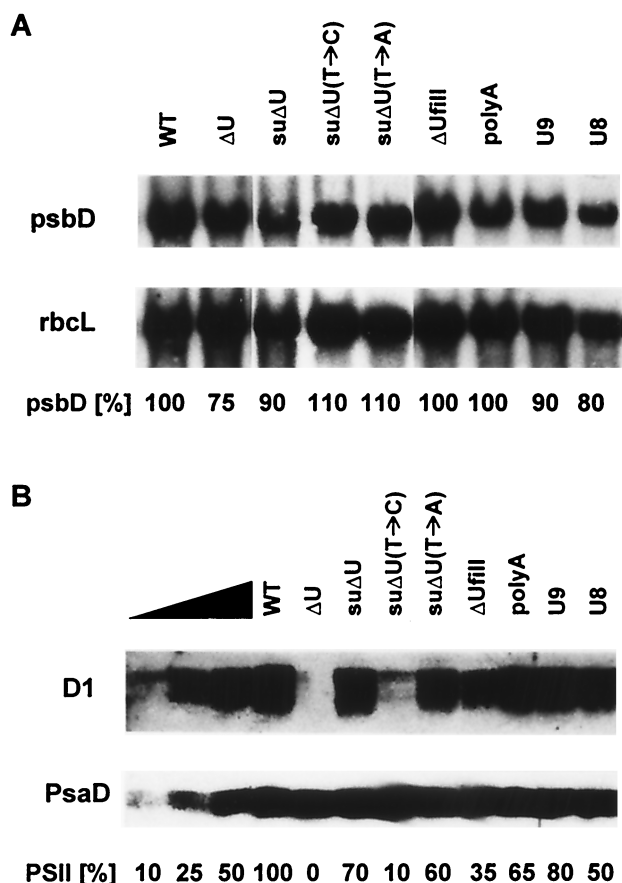 A
WT ΔU suΔU suΔU(T→C) suΔU(T→A) ΔUfill polyA U9 U8
psbD
rbcL
psbD [%] 100 75 90 110 110 100 100 90 80
B
WT ΔU suΔU suΔU(T→C) suΔU(T→A) ΔUfill polyA U9 U8
D1
PsaD
PSII [%] 10 25 50 100 0 70 10 60 35 65 80 50